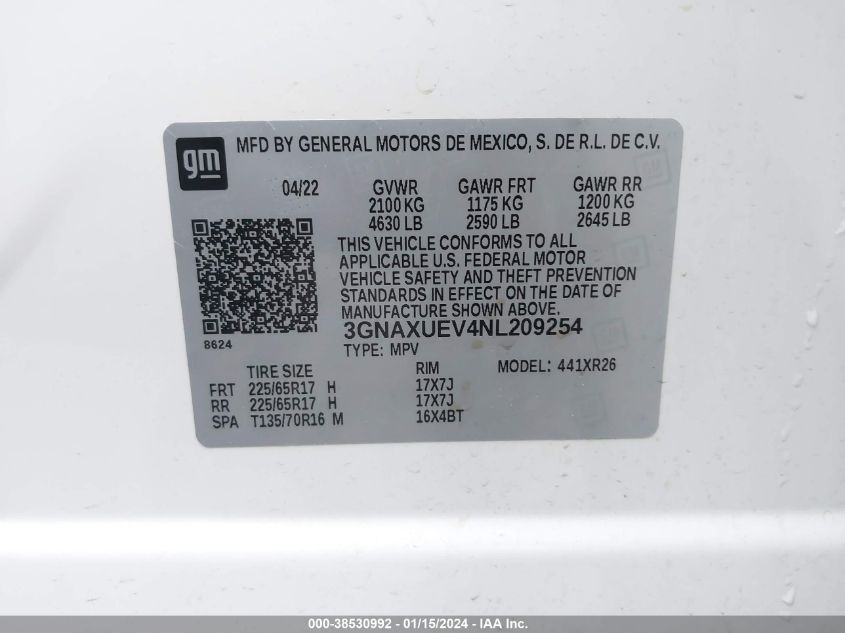 gm MFD BY GENERAL MOTORS DE MEXICO, S. DE R.L. DE C.V.
04/22 GVWR GAWR FRT GAWR RR
2100 KG 1175 KG 1200 KG
4630 LB 2590 LB 2645 LB
THIS VEHICLE CONFORMS TO ALL
APPLICABLE U.S. FEDERAL MOTOR
VEHICLE SAFETY AND THEFT PREVENTION
STANDARDS IN EFFECT ON THE DATE OF
MANUFACTURE SHOWN ABOVE.
3GNAXUEV4NL209254
8624
TYPE: MPV
TIRE SIZE RIM MODEL: 441XR26
FRT 225/65R17 H 17X7J
RR 225/65R17 H 17X7J
SPA T135/70R16 M 16X4BT
000-38530992 - 01/15/2024 - IAA Inc.